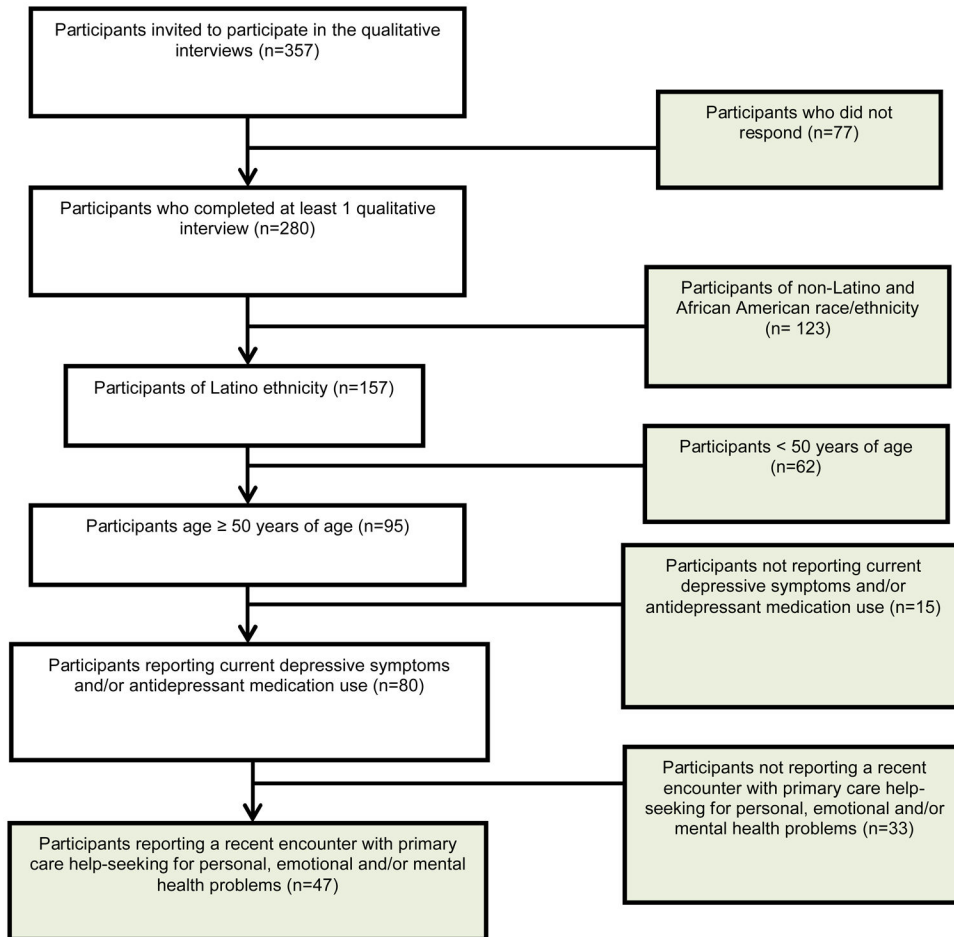 Participants invited to participate in the qualitative
interviews (n=357)
Participants who did not
respond (n=77)
Participants who completed at least 1 qualitative
interview (n=280)
Participants of non-Latino and
African American race/ethnicity
(n= 123)
Participants of Latino ethnicity (n=157)
Participants < 50 years of age
(n=62)
Participants age ≥ 50 years of age (n=95)
Participants not reporting current
depressive symptoms and/or
antidepressant medication use (n=15)
Participants reporting current depressive symptoms
and/or antidepressant medication use (n=80)
Participants not reporting a recent
encounter with primary care help-
seeking for personal, emotional and/or
mental health problems (n=33)
Participants reporting a recent encounter with primary
care help-seeking for personal, emotional and/or mental
health problems (n=47)